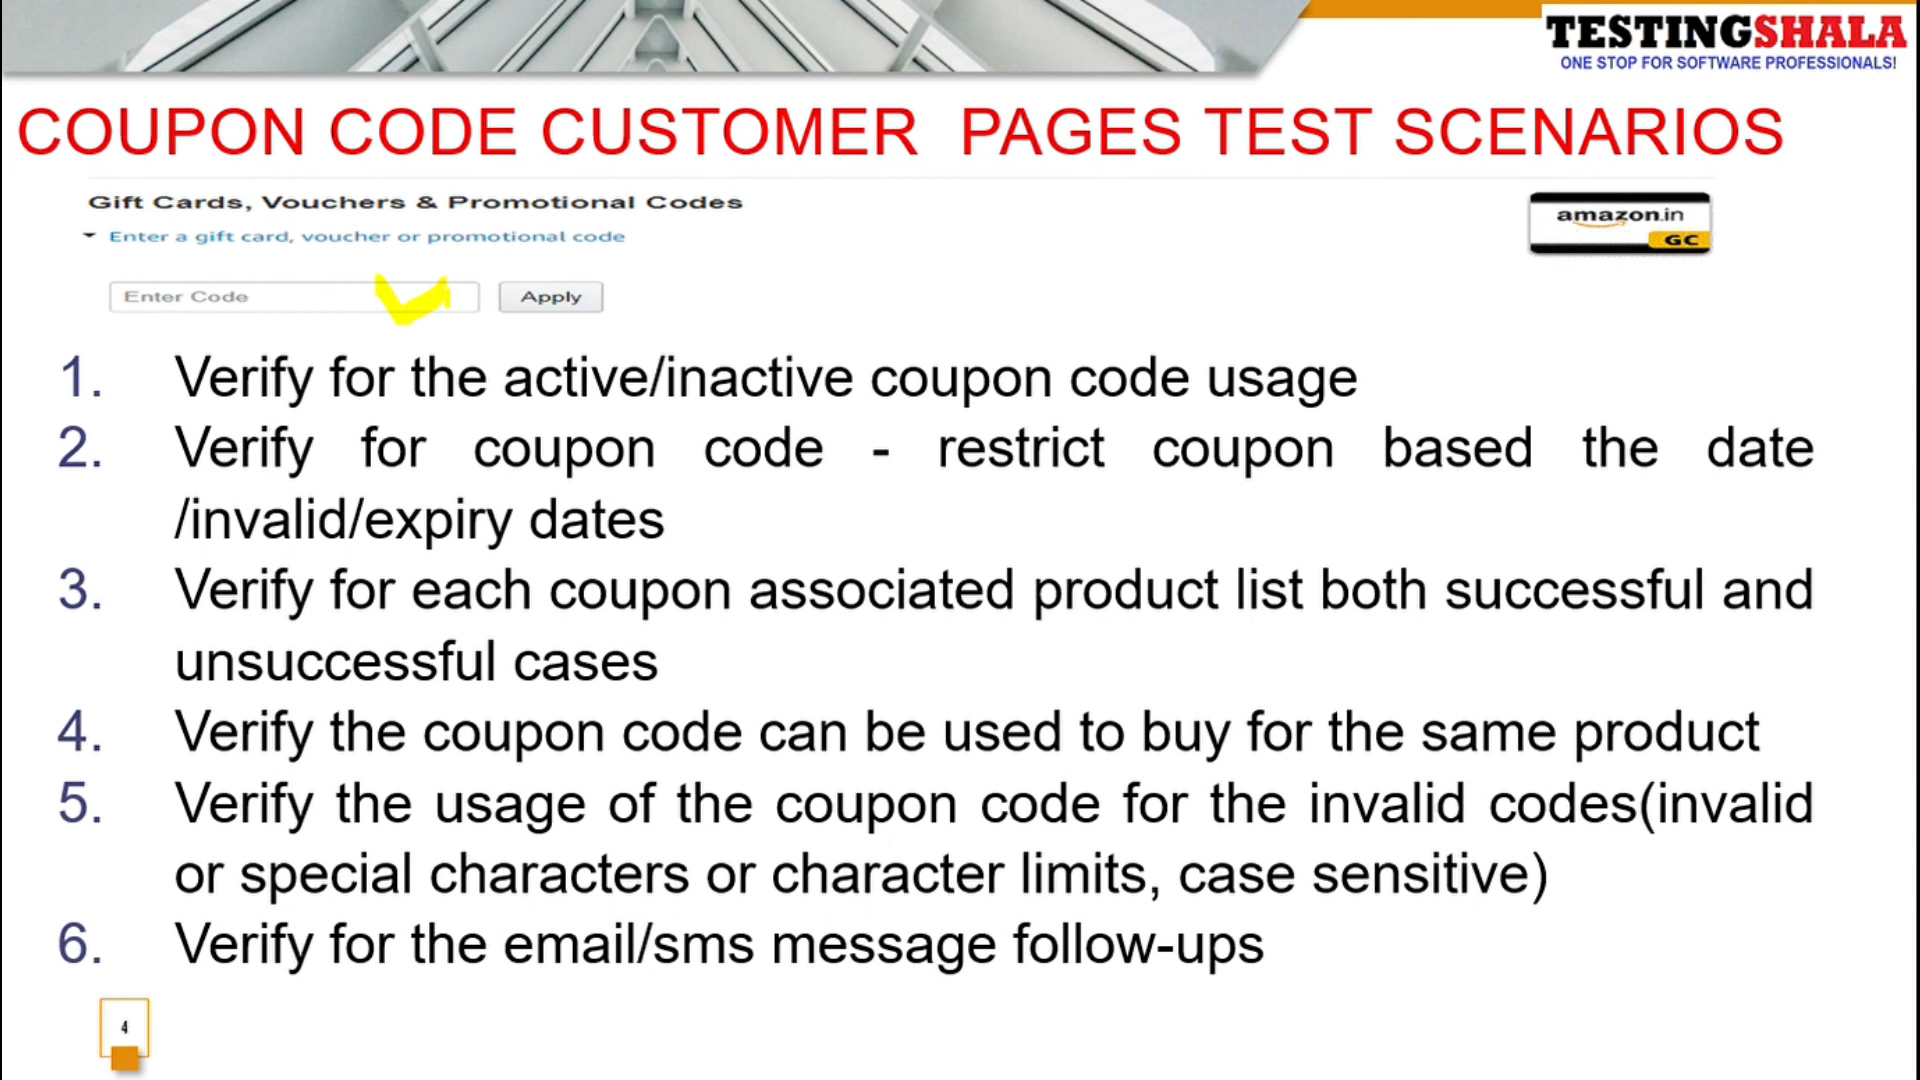 TESTINGSHALA
ONE STOP FOR SOFTWARE PROFESSIONALS!
COUPON CODE CUSTOMER PAGES TEST SCENARIOS
Gift Cards, Vouchers & Promotional Codes
Enter a gift card, voucher or promotional code
amazon.in
GC
Enter Code
Apply
1. Verify for the active/inactive coupon code usage
2. Verify for coupon code - restrict coupon based the date
/invalid/expiry dates
3. Verify for each coupon associated product list both successful and
unsuccessful cases
4. Verify the coupon code can be used to buy for the same product
5. Verify the usage of the coupon code for the invalid codes(invalid
or special characters or character limits, case sensitive)
6. Verify for the email/sms message follow-ups
4